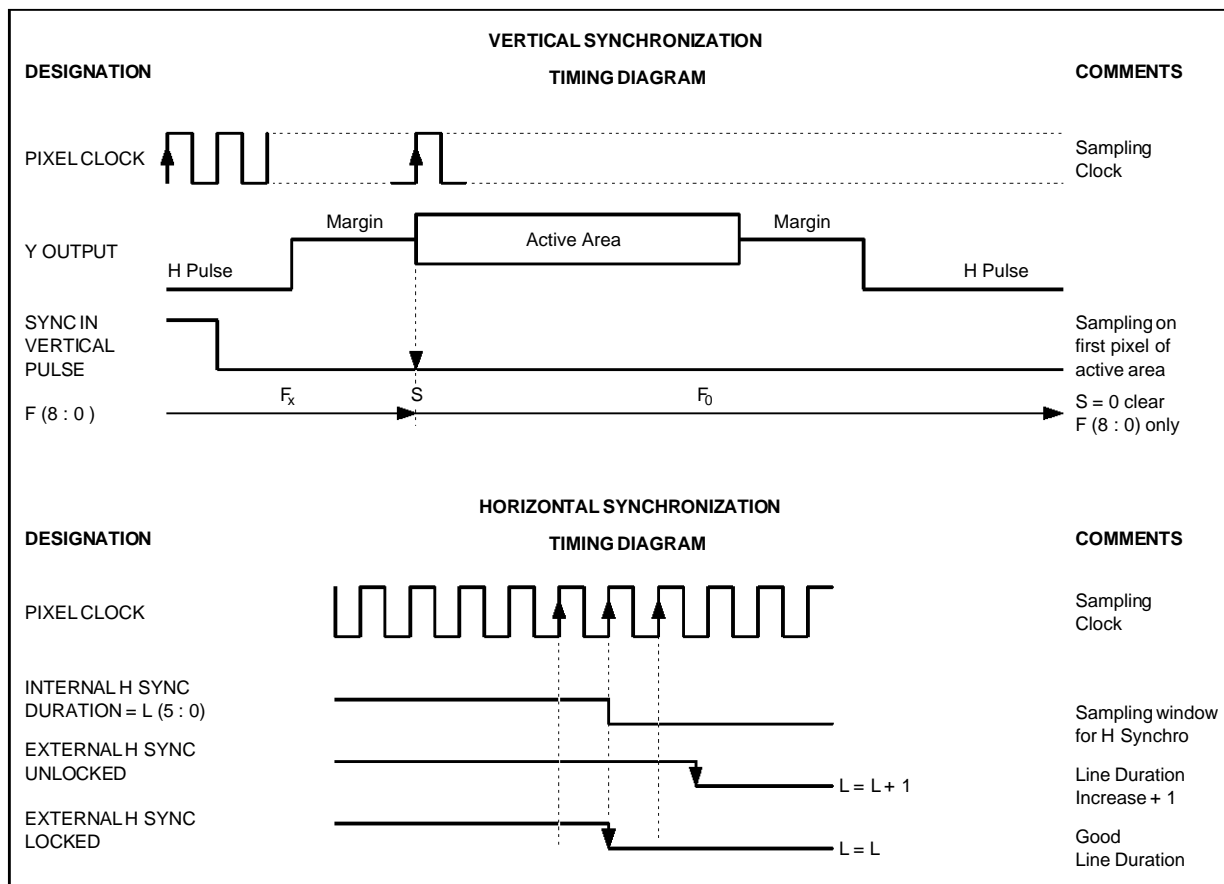 VERTICAL SYNCHRONIZATION
DESIGNATION
TIMING DIAGRAM
COMMENTS
PIXEL CLOCK
Sampling
Clock
Y OUTPUT
H Pulse
Margin
Active Area
Margin
H Pulse
SYNC IN
VERTICAL
PULSE
Sampling on
first pixel of
active area
F (8 : 0 )
Fx
S
F0
S = 0 clear
F (8 : 0) only
HORIZONTAL SYNCHRONIZATION
DESIGNATION
TIMING DIAGRAM
COMMENTS
PIXEL CLOCK
Sampling
Clock
INTERNAL H SYNC
DURATION = L (5 : 0)
Sampling window
for H Synchro
EXTERNAL H SYNC
UNLOCKED
L = L + 1
Line Duration
Increase + 1
EXTERNAL H SYNC
LOCKED
L = L
Good
Line Duration